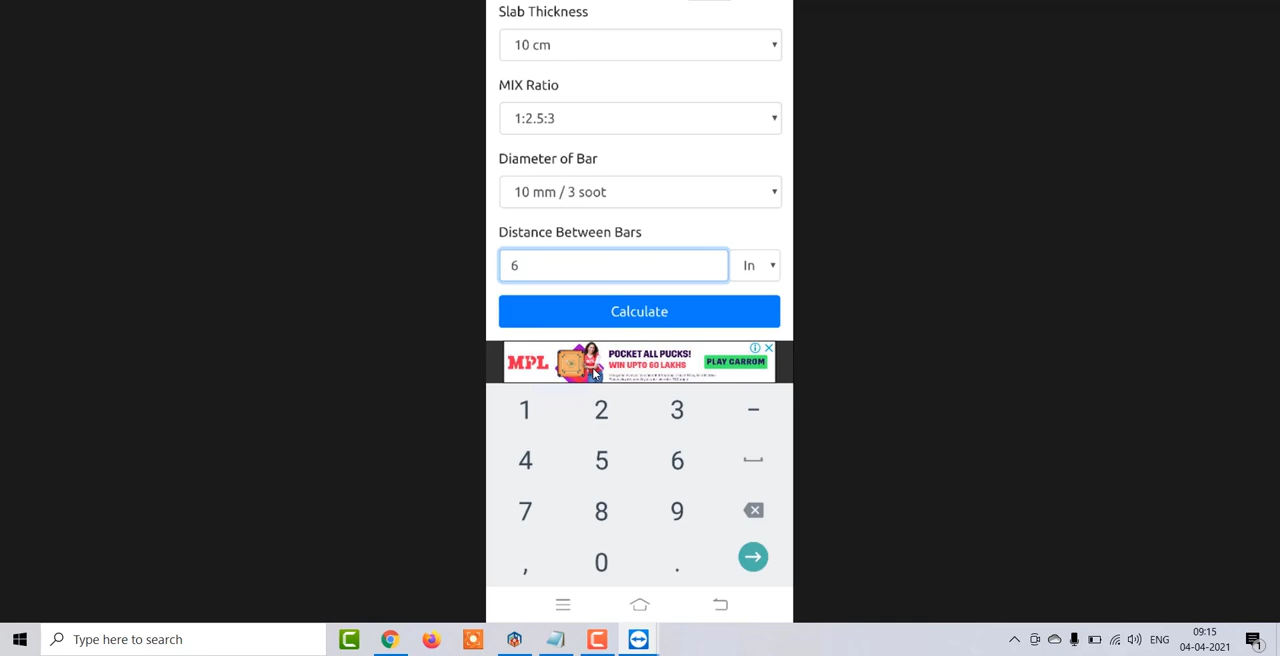 Slab Thickness
10 cm
MIX Ratio
1:2.5:3
Diameter of Bar
10 mm / 3 soot
Distance Between Bars
6 In
Calculate
MPL
POCKET ALL PUCKS!
WIN UPTO 60 LAKHS
PLAY CARROM
1 2 3 -
4 5 6
7 8 9
, 0 .
Type here to search
ENG
09:15
04-04-2021
1